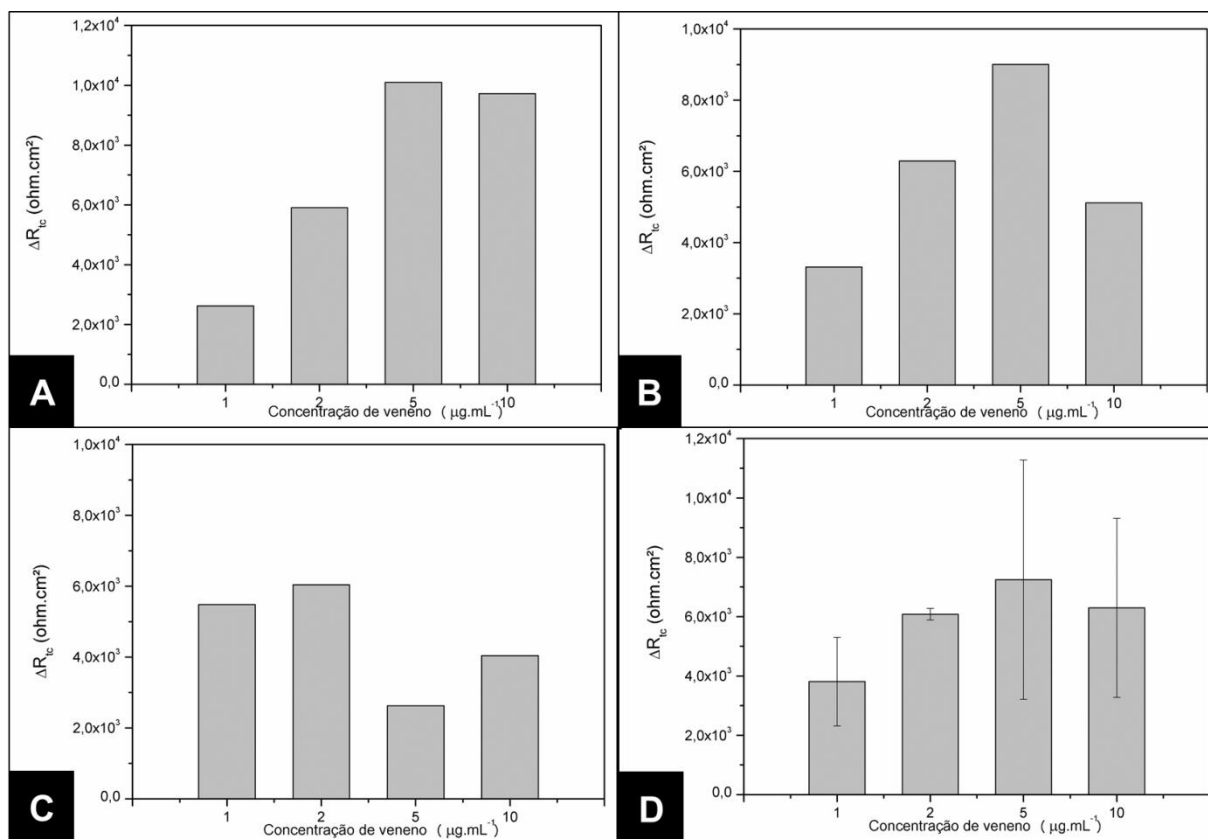 1,2x10⁴
1,0x10⁴
8,0x10³
6,0x10³
4,0x10³
2,0x10³
0,0
ΔRtc (ohm.cm²)
1 2 5 10
Concentração de veneno ( μg.mL⁻¹)
A
1,0x10⁴
8,0x10³
6,0x10³
4,0x10³
2,0x10³
0,0
ΔRtc (ohm.cm²)
1 2 5 10
Concentração de veneno ( μg.mL⁻¹)
B
1,0x10⁴
8,0x10³
6,0x10³
4,0x10³
2,0x10³
0,0
ΔRtc (ohm.cm²)
1 2 5 10
Concentração de veneno ( μg.mL⁻¹)
C
1,2x10⁴
1,0x10⁴
8,0x10³
6,0x10³
4,0x10³
2,0x10³
0,0
ΔRtc (ohm.cm²)
1 2 5 10
Concentração de veneno ( μg.mL⁻¹)
D